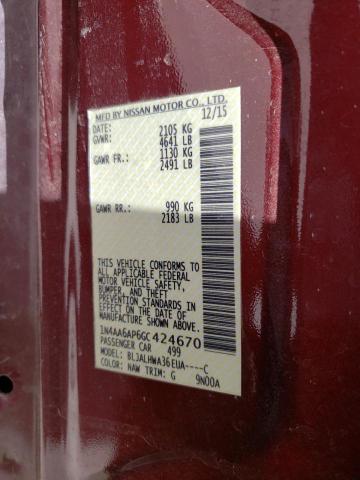 MFD BY NISSAN MOTOR CO., LTD.
DATE: 12/15
GVWR: 2105 KG
4641 LB
GAWR FR.: 1130 KG
2491 LB
GAWR RR.: 990 KG
2183 LB
THIS VEHICLE CONFORMS TO
ALL APPLICABLE FEDERAL
MOTOR VEHICLE SAFETY,
BUMPER, AND THEFT
PREVENTION STANDARDS IN
EFFECT ON THE DATE OF
MANUFACTURE SHOWN ABOVE.
1N4AA6AP6GC424670
PASSENGER CAR 499
MODEL: BLJALHWA36EUA----C
COLOR: NAW TRIM: G 9N00A